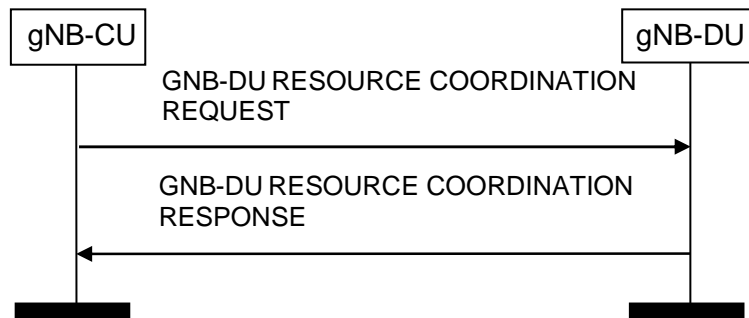 gNB-CU
gNB-DU
GNB-DU RESOURCE COORDINATION
REQUEST
GNB-DU RESOURCE COORDINATION
RESPONSE